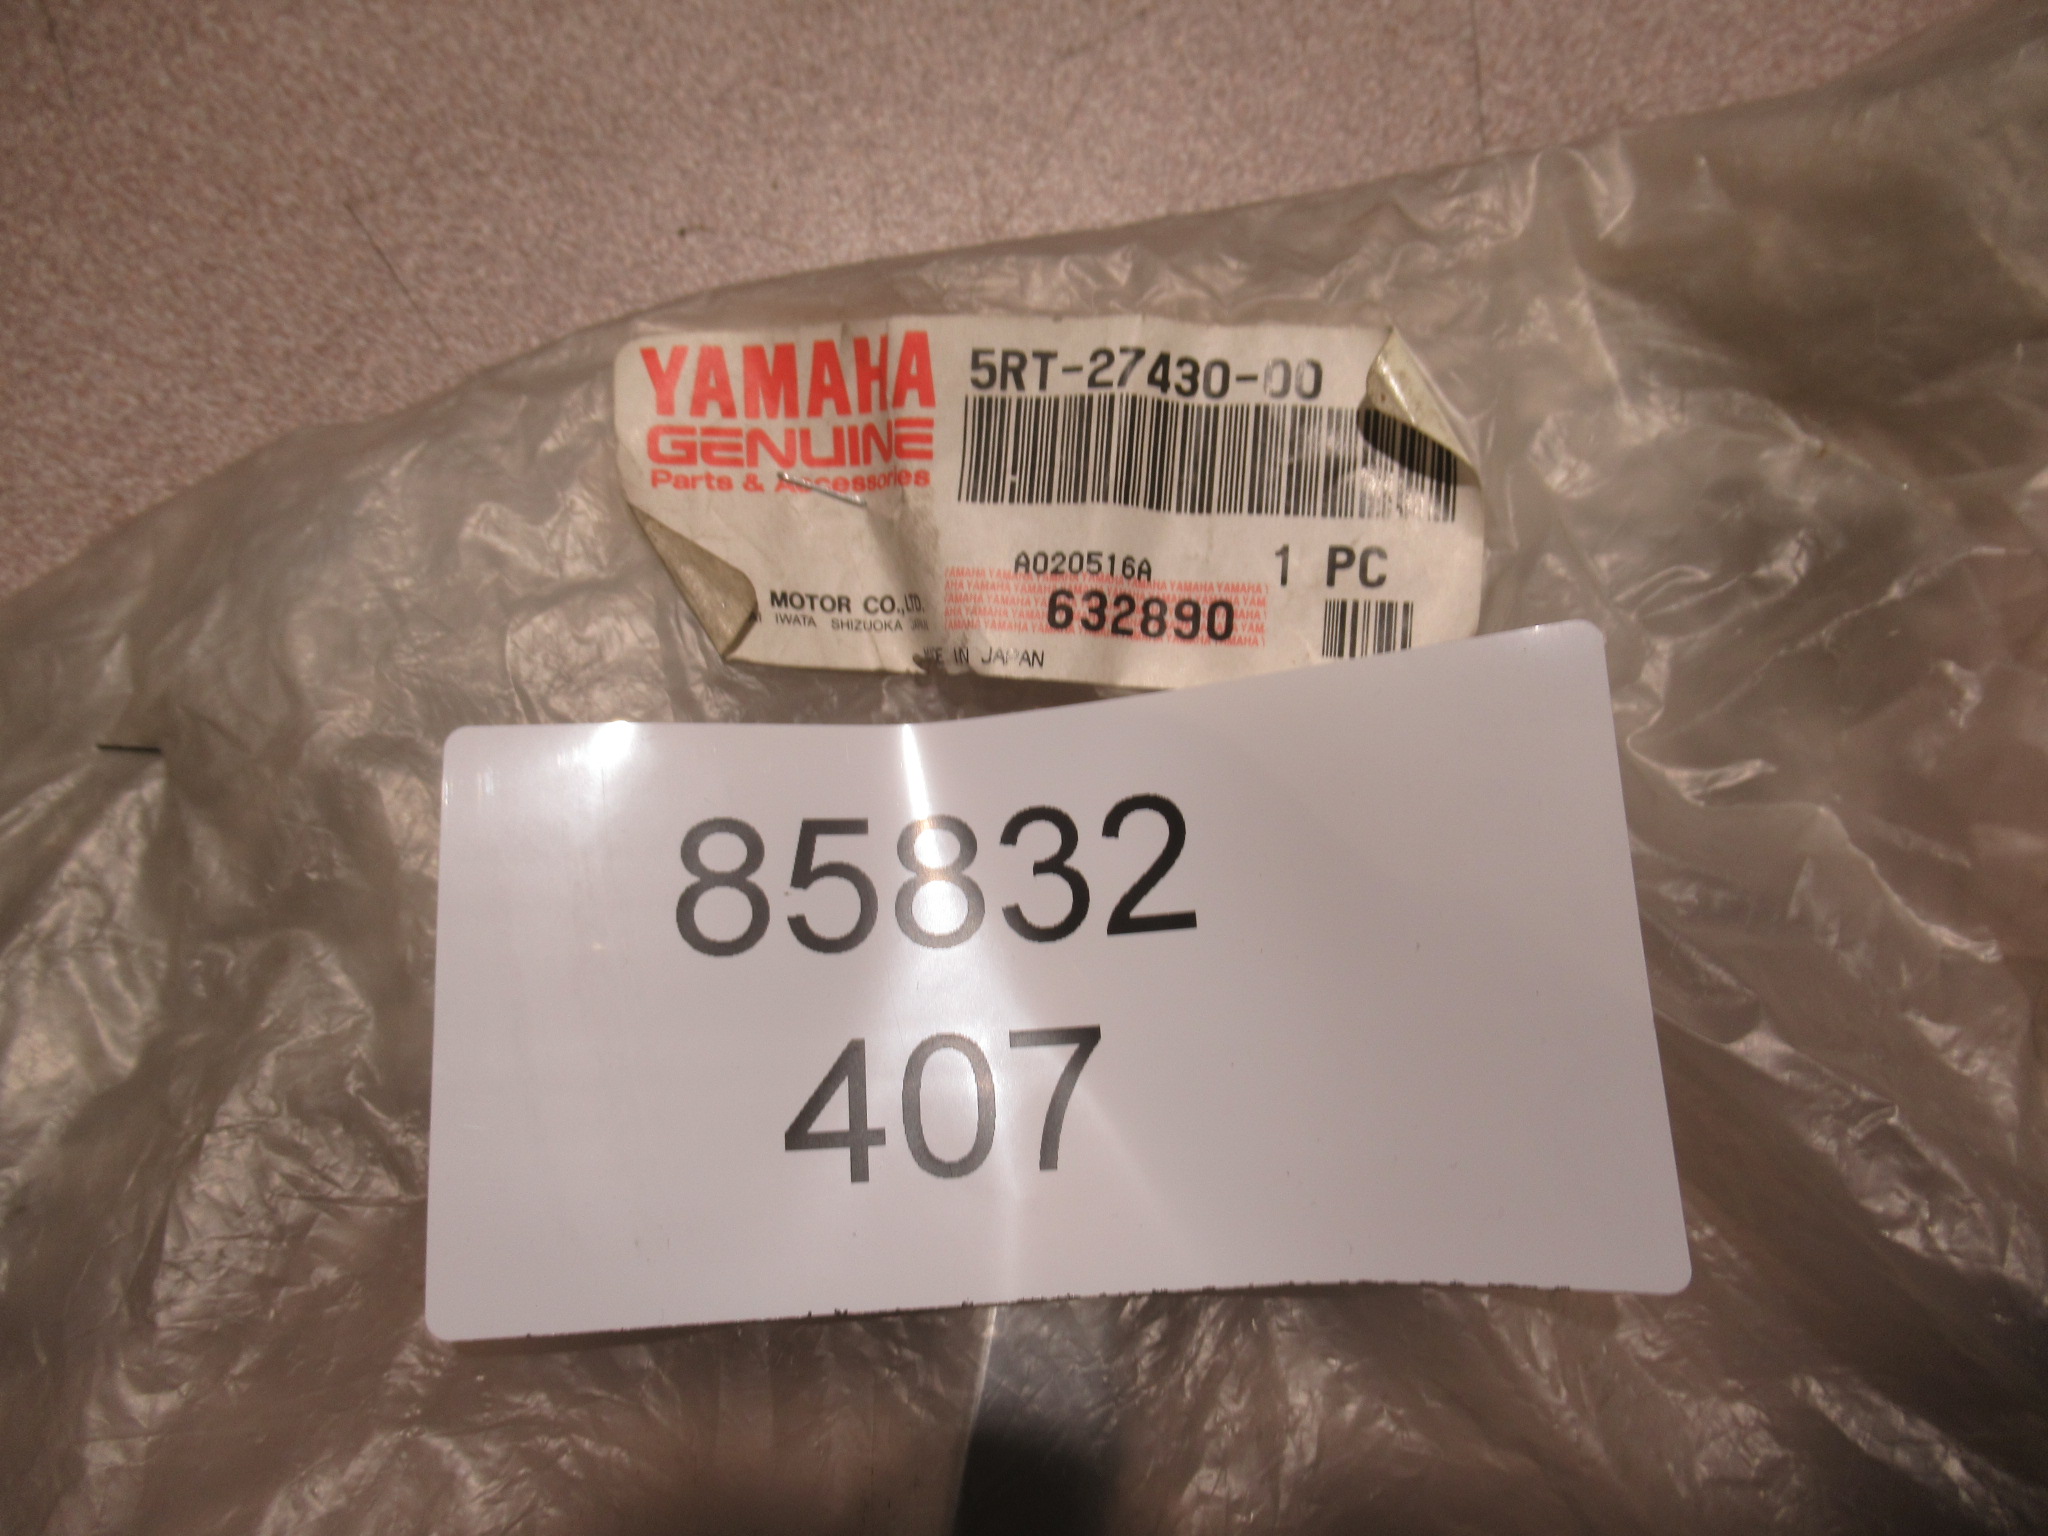 YAMAHA
GENUINE
Parts & Accessories
5RT-27430-00
A020516A
1 PC
632890
MOTOR CO.,LTD.
IWATA SHIZUOKA
IN JAPAN
85832
407